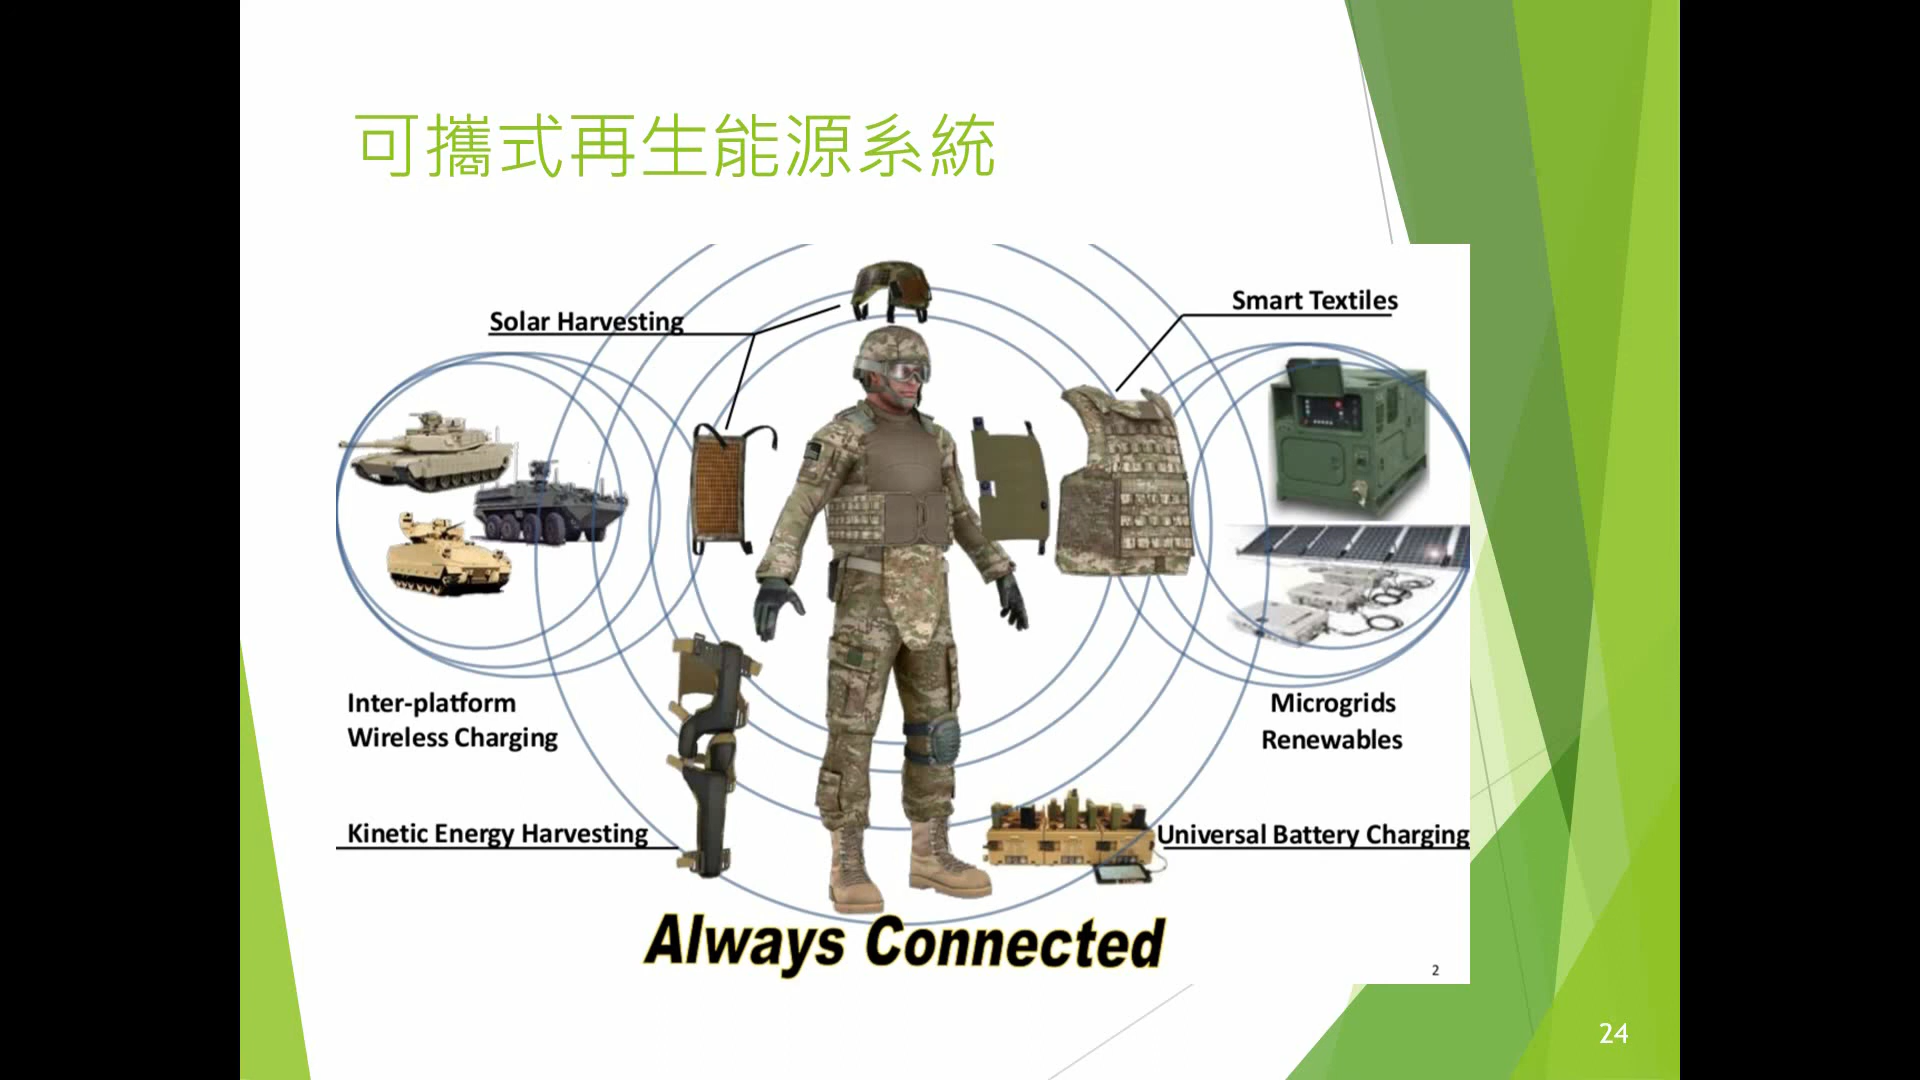 可攜式再生能源系統
Solar Harvesting
Smart Textiles
Inter-platform
Wireless Charging
Microgrids
Renewables
Kinetic Energy Harvesting
Universal Battery Charging
Always Connected
2
24